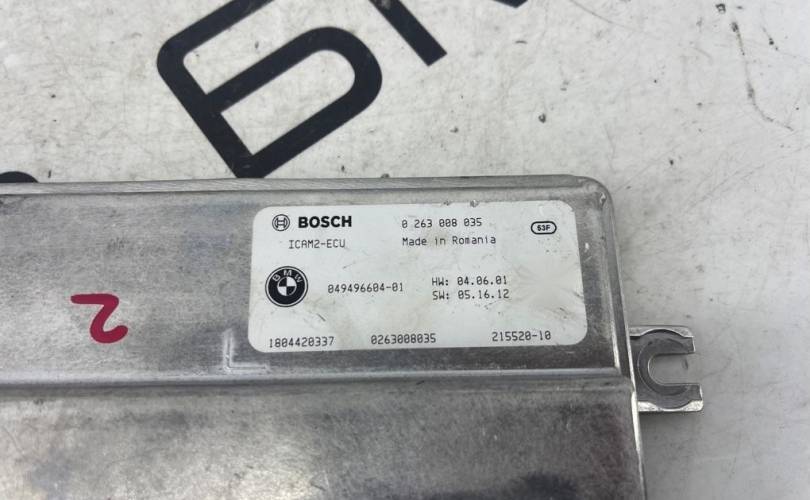 BOSCH 0 263 008 035
ICAM2-ECU Made in Romania 53F
BMW 049496604-01 HW: 04.06.01
SW: 05.16.12
1804420337 0263008035 215520-10
2